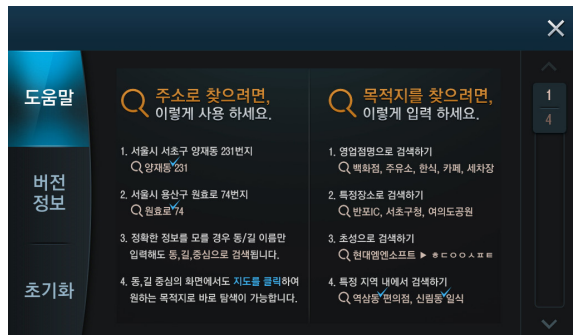 도움말
버전
정보
초기화
주소로 찾으려면,
이렇게 사용 하세요.
1. 서울시 서초구 양재동 231번지
양재동 231
2. 서울시 용산구 원효로 74번지
원효로 74
3. 정확한 정보를 모를 경우 동/길 이름만
입력해도 동,길,중심으로 검색됩니다.
4. 동,길 중심의 화면에서도 지도를 클릭하여
원하는 목적지로 바로 탐색이 가능합니다.
목적지를 찾으려면,
이렇게 입력 하세요.
1. 영업점명으로 검색하기
백화점, 주유소, 한식, 카페, 세차장
2. 특정장소로 검색하기
반포IC, 서초구청, 여의도공원
3. 초성으로 검색하기
현대엠엔소프트 ▶ ㅎㄷㅇㅇㅅㅍㅌ
4. 특정 지역 내에서 검색하기
역삼동 편의점, 신림동 일식
1
4